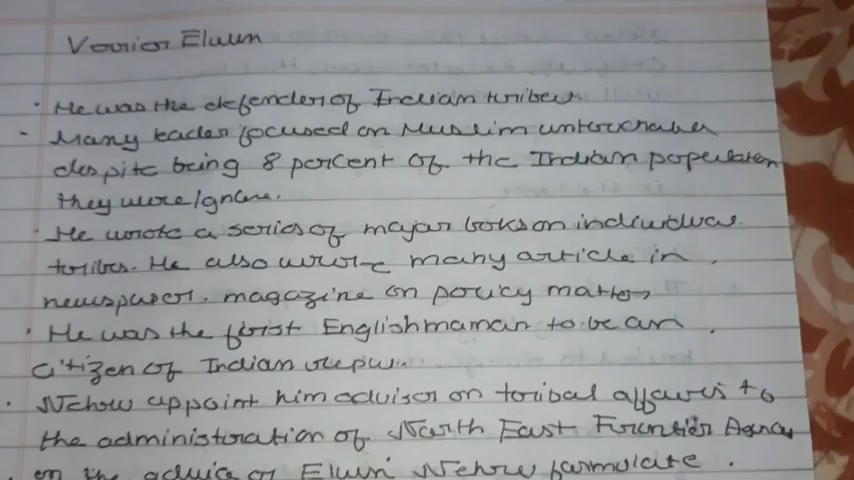 Verrier Elwin
· He was the defender of Indian tribes.
- Many leader focused on Muslim untouchables
despite being 8 percent of the Indian population
they were ignore.
· He wrote a series of major books on individual
tribes. He also wrote many article in
newspaper. magazine on policy matter
· He was the first Englishmaman to be an
citizen of Indian
· Nehru appoint him advisor on tribal affairs to
the administration of North East Frontier Agency
on the advice of Elwin Nehru formulate